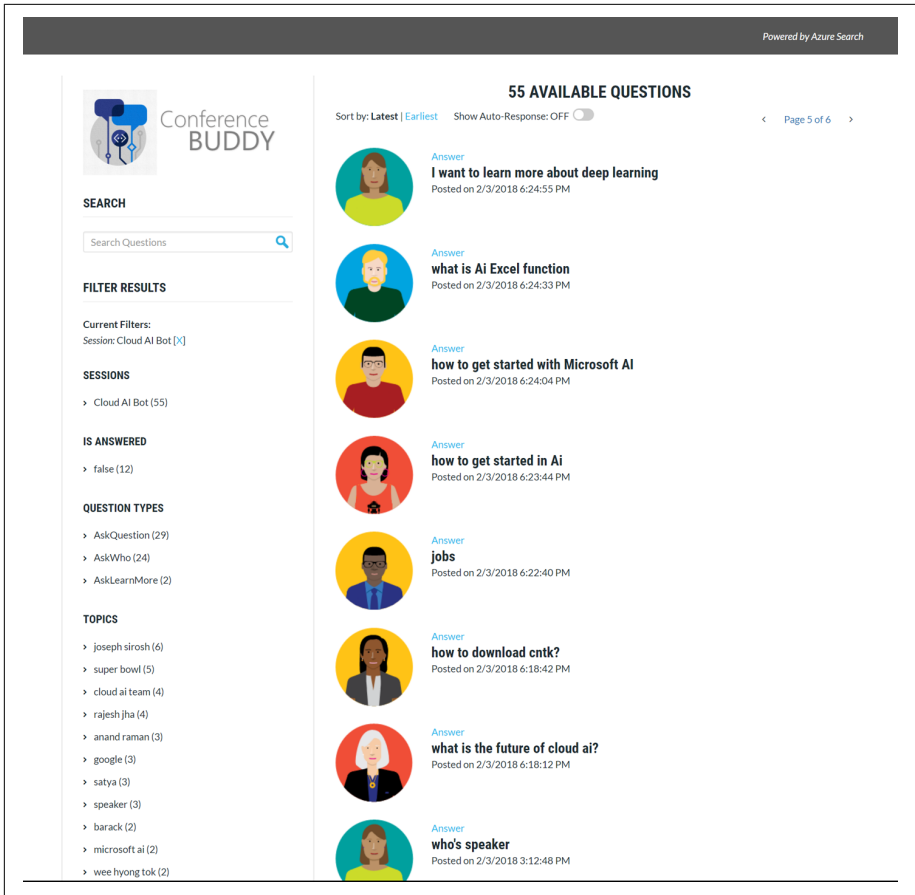 Powered by Azure Search
Conference
BUDDY
SEARCH
Search Questions
FILTER RESULTS
Current Filters:
Session: Cloud AI Bot [X]
SESSIONS
› Cloud AI Bot (55)
IS ANSWERED
› false (12)
QUESTION TYPES
› AskQuestion (29)
› AskWho (24)
› AskLearnMore (2)
TOPICS
› joseph sirosh (6)
› super bowl (5)
› cloud ai team (4)
› rajesh jha (4)
› anand raman (3)
› google (3)
› satya (3)
› speaker (3)
› barack (2)
› microsoft ai (2)
› wee hyong tok (2)
55 AVAILABLE QUESTIONS
Sort by: Latest | Earliest Show Auto-Response: OFF ‹ Page 5 of 6 ›
Answer
I want to learn more about deep learning
Posted on 2/3/2018 6:24:55 PM
Answer
what is Ai Excel function
Posted on 2/3/2018 6:24:33 PM
Answer
how to get started with Microsoft AI
Posted on 2/3/2018 6:24:04 PM
Answer
how to get started in Ai
Posted on 2/3/2018 6:23:44 PM
Answer
jobs
Posted on 2/3/2018 6:22:40 PM
Answer
how to download cntk?
Posted on 2/3/2018 6:18:42 PM
Answer
what is the future of cloud ai?
Posted on 2/3/2018 6:18:12 PM
Answer
who's speaker
Posted on 2/3/2018 3:12:48 PM